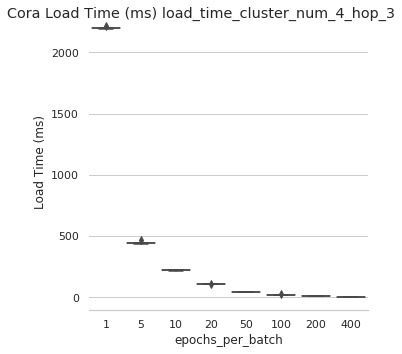 Cora Load Time (ms) load_time_cluster_num_4_hop_3
2000
1500
1000
500
0
Load Time (ms)
1 5 10 20 50 100 200 400
epochs_per_batch